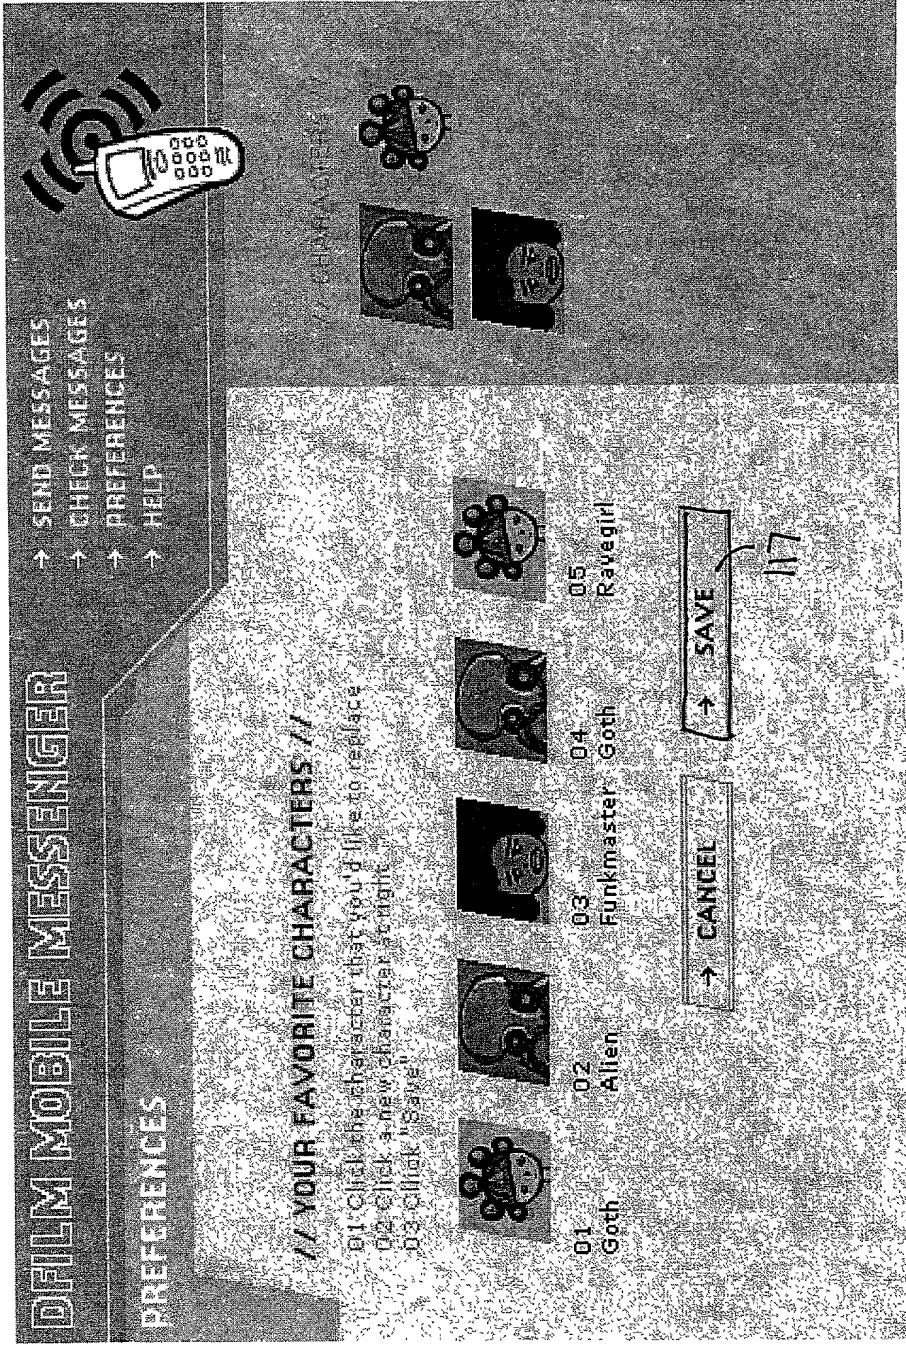 DFILM MOBILE MESSENGER
→ SEND MESSAGES
→ CHECK MESSAGES
→ PREFERENCES
→ HELP
PREFERENCES
// YOUR FAVORITE CHARACTERS //
01 Click the character that you'd like to replace
02 Click a new character at right
03 Click "Save"
// CHARACTERS
01
Goth
02
Alien
03
Funkmaster
04
Goth
05
Ravegirl
→ CANCEL
→ SAVE
117